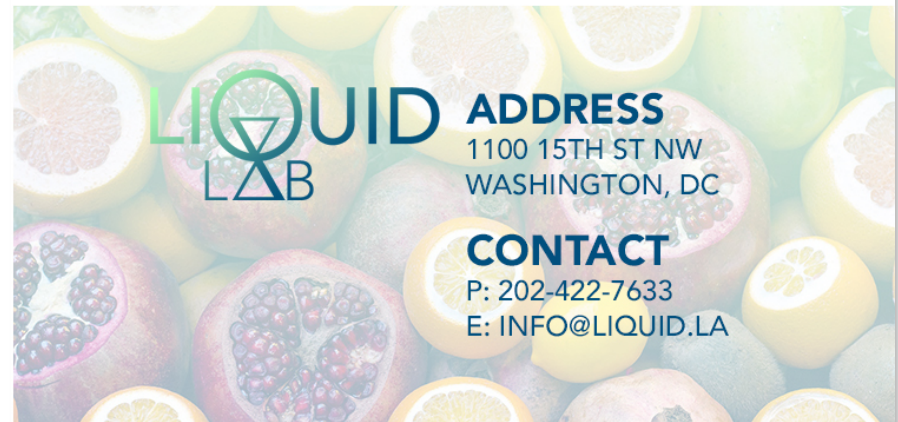 LIQUID
LAB
ADDRESS
1100 15TH ST NW
WASHINGTON, DC
CONTACT
P: 202-422-7633
E: INFO@LIQUID.LA